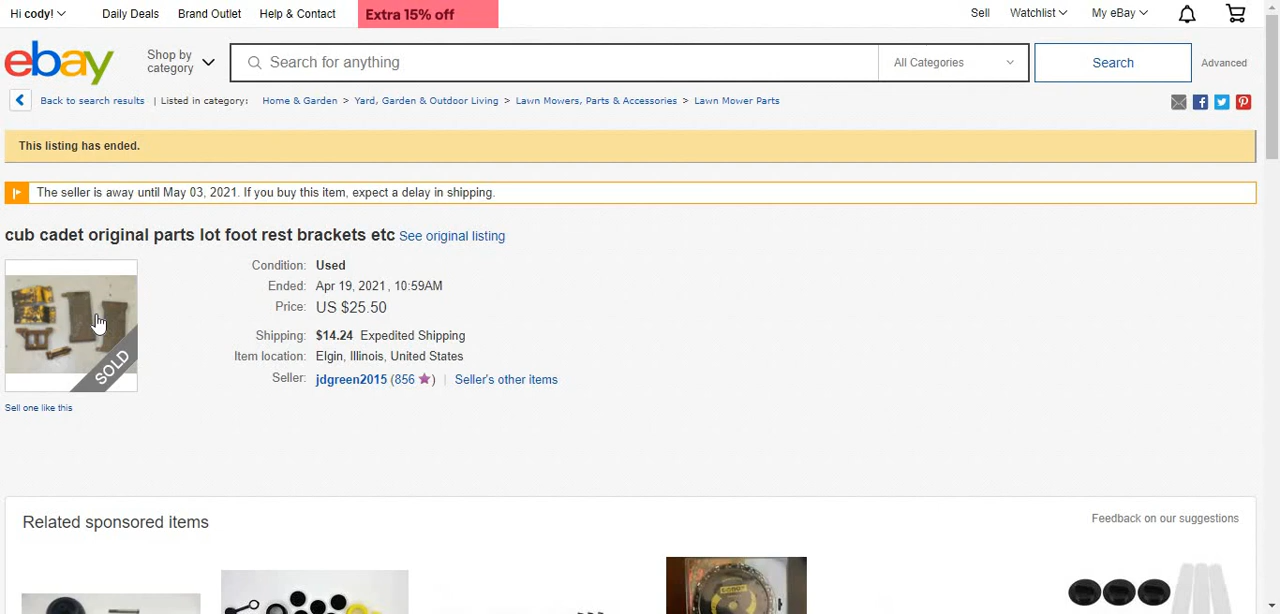 Hi cody! Daily Deals Brand Outlet Help & Contact Extra 15% off Sell Watchlist My eBay
ebay Shop by category Search for anything All Categories Search Advanced
Back to search results | Listed in category: Home & Garden > Yard, Garden & Outdoor Living > Lawn Mowers, Parts & Accessories > Lawn Mower Parts
This listing has ended.
The seller is away until May 03, 2021. If you buy this item, expect a delay in shipping.
cub cadet original parts lot foot rest brackets etc See original listing
Condition: Used
Ended: Apr 19, 2021 , 10:59AM
Price: US $25.50
Shipping: $14.24 Expedited Shipping
Item location: Elgin, Illinois, United States
Seller: jdgreen2015 (856 ) | Seller's other items
SOLD
Sell one like this
Related sponsored items Feedback on our suggestions